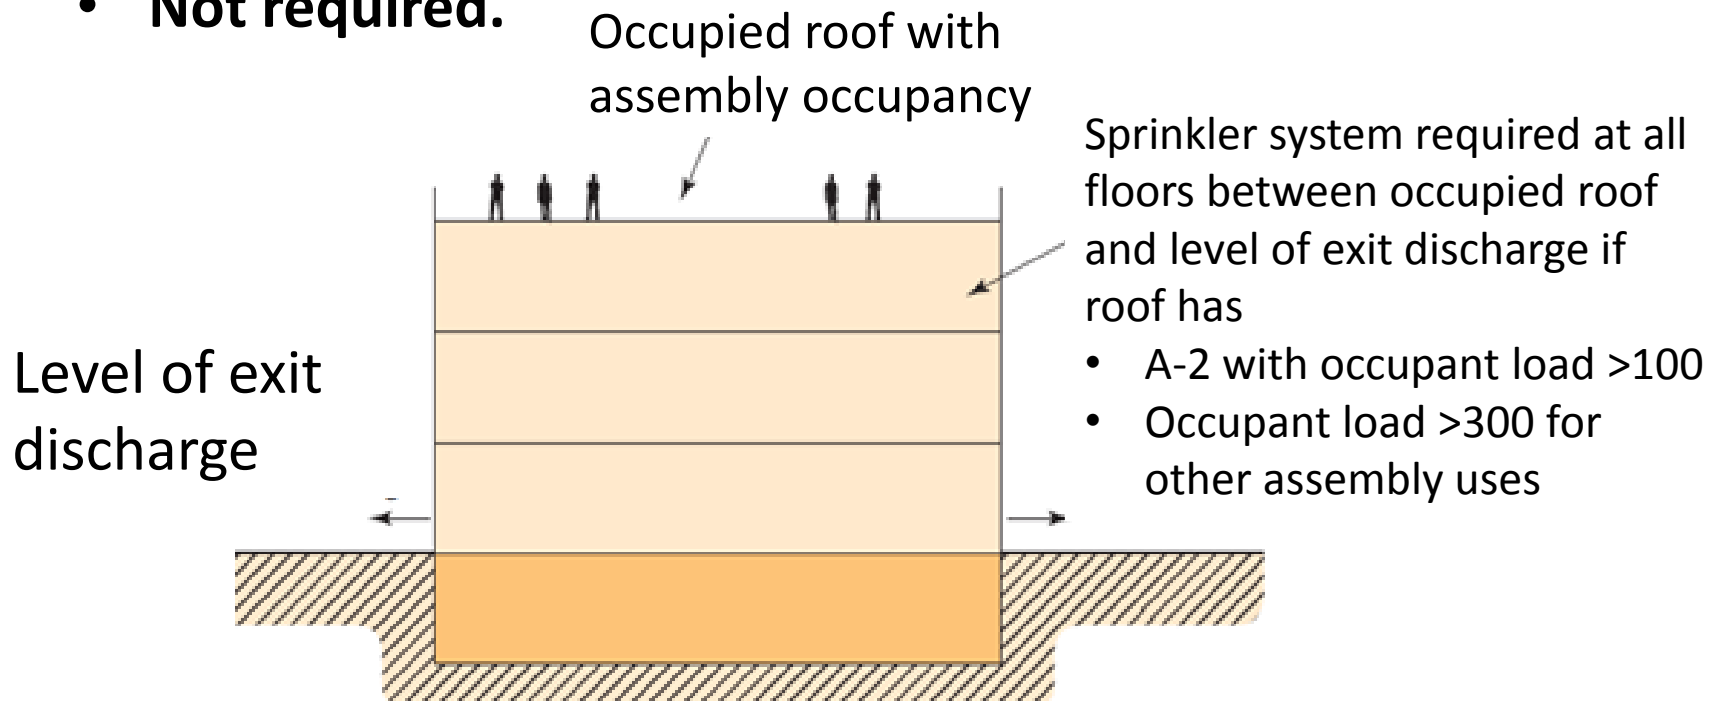 • Not required.
Occupied roof with
assembly occupancy
Sprinkler system required at all
floors between occupied roof
and level of exit discharge if
roof has
• A-2 with occupant load >100
• Occupant load >300 for
other assembly uses
Level of exit
discharge